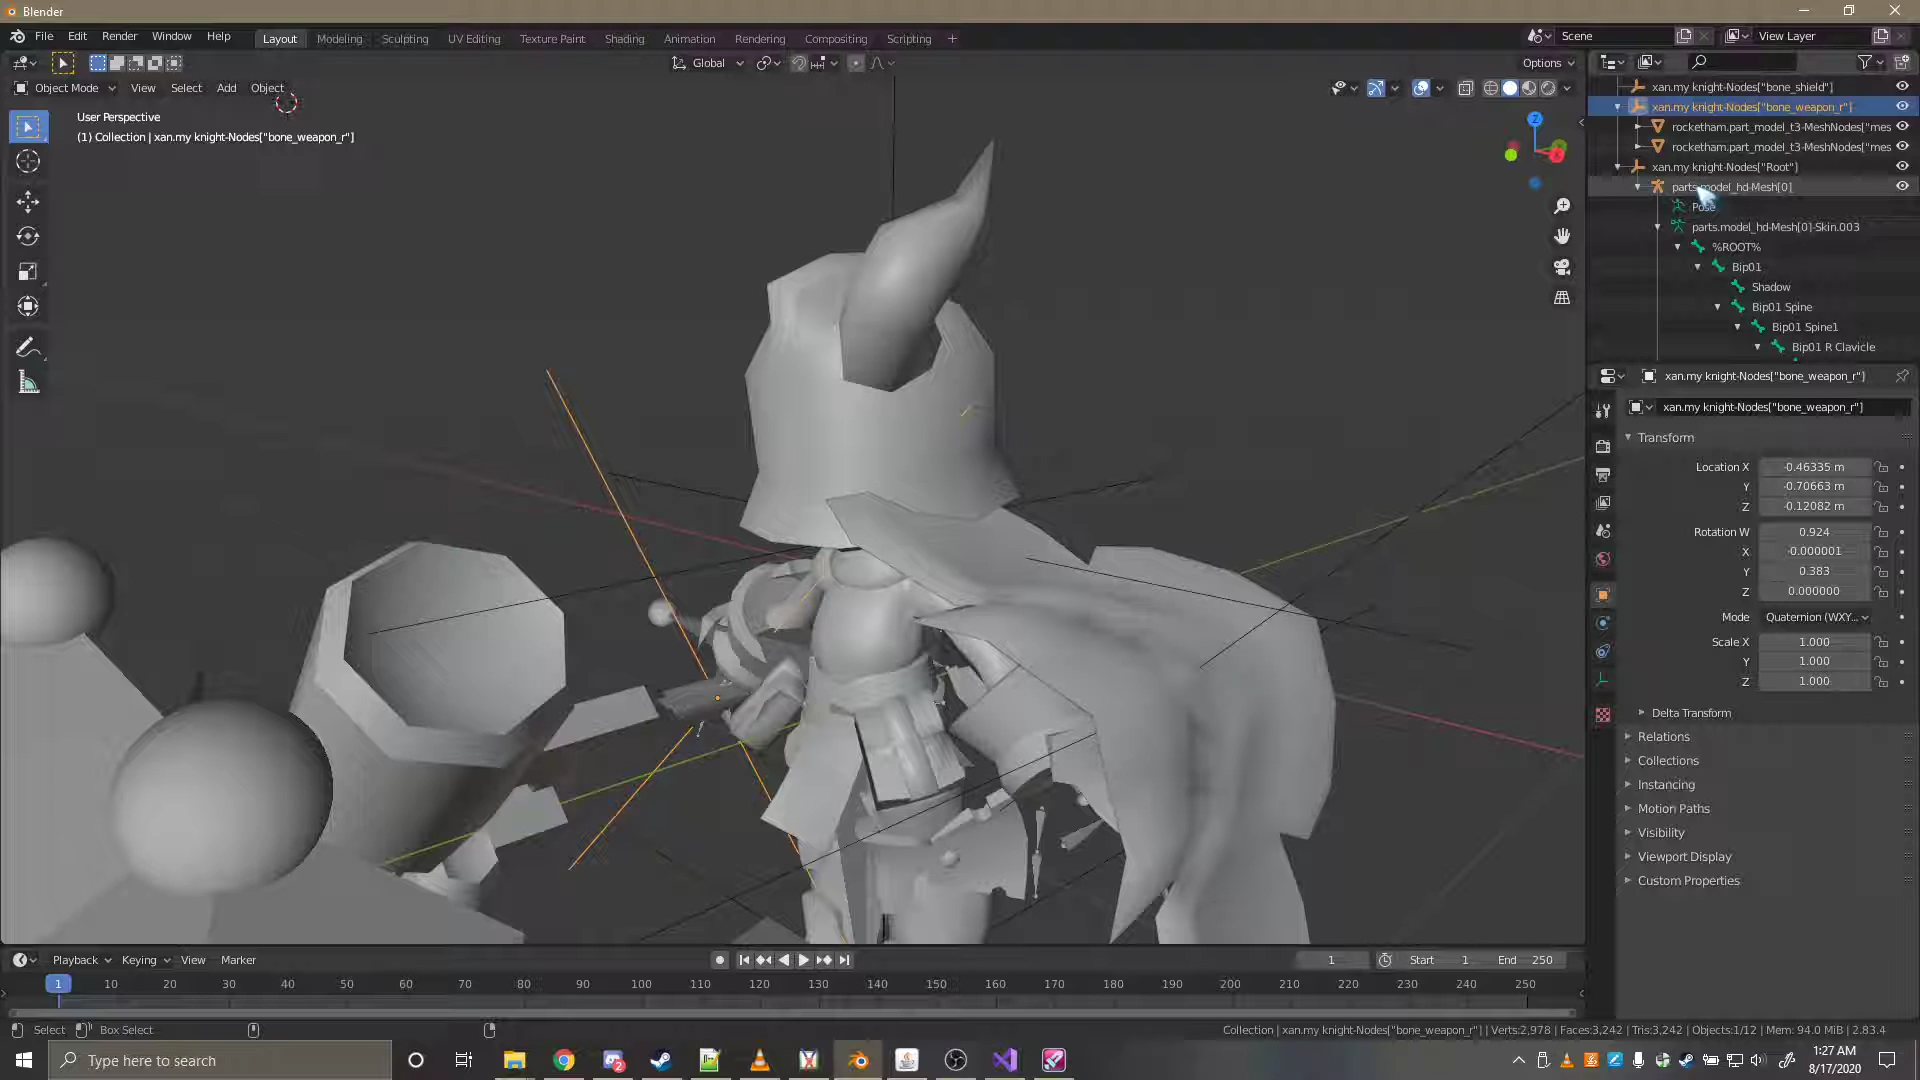 Blender
File Edit Render Window Help Layout Modeling Sculpting UV Editing Texture Paint Shading Animation Rendering Compositing Scripting + Scene View Layer
Global Options
Object Mode View Select Add Object
User Perspective
(1) Collection | xan.my knight-Nodes["bone_weapon_r"]
Z
X
xan.my knight-Nodes["bone_shield"]
xan.my knight-Nodes["bone_weapon_r"]
rocketham.part_model_t3-MeshNodes["mes
rocketham.part_model_t3-MeshNodes["mes
xan.my knight-Nodes["Root"]
parts.model_hd-Mesh[0]
Pose
parts.model_hd-Mesh[0]-Skin.003
%ROOT%
Bip01
Shadow
Bip01 Spine
Bip01 Spine1
Bip01 R Clavicle
xan.my knight-Nodes["bone_weapon_r"]
xan.my knight-Nodes["bone_weapon_r"]
Transform
Location X -0.46335 m
Y -0.70663 m
Z -0.12082 m
Rotation W 0.924
X -0.000001
Y 0.383
Z 0.000000
Mode Quaternion (WXY...
Scale X 1.000
Y 1.000
Z 1.000
Delta Transform
Relations
Collections
Instancing
Motion Paths
Visibility
Viewport Display
Custom Properties
Playback Keying View Marker 1 Start 1 End 250
1 10 20 30 40 50 60 70 80 90 100 110 120 130 140 150 160 170 180 190 200 210 220 230 240 250
Select Box Select Collection | xan.my knight-Nodes["bone_weapon_r"] | Verts:2,978 | Faces:3,242 | Tris:3,242 | Objects:1/12 | Mem: 94.0 MiB | 2.83.4
Type here to search
2
1:27 AM
8/17/2020